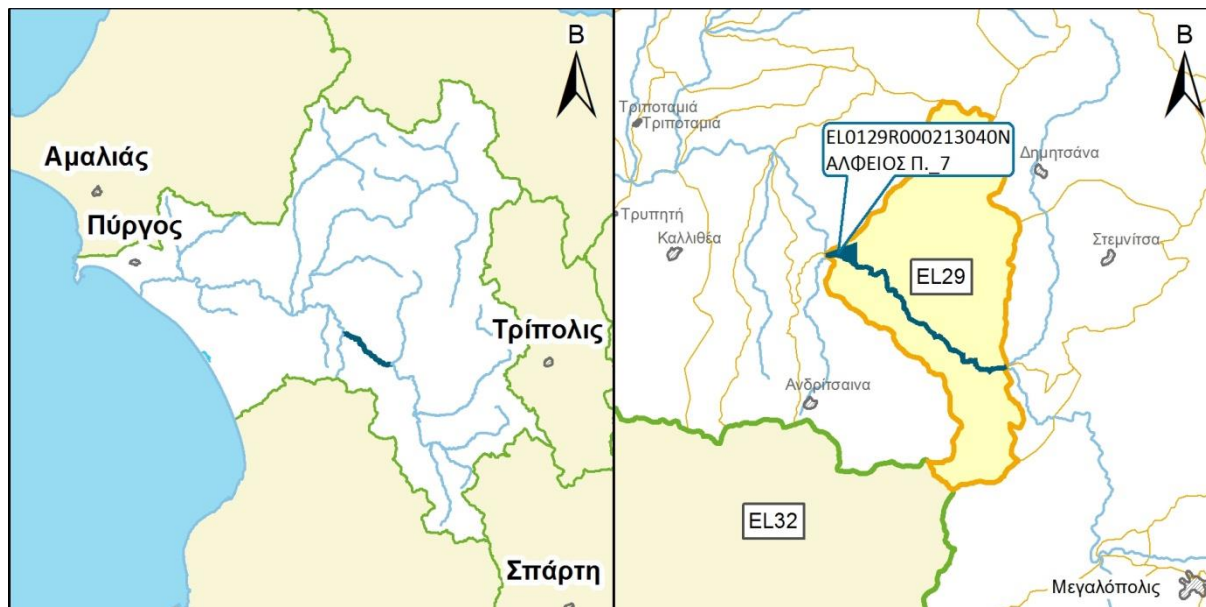 B
Αμαλιάς
Πύργος
Τρίπολις
Σπάρτη
B
Τριποταμιά
Τριποταμιά
EL0129R000213040N
ΑΛΦΕΙΟΣ Π._7
Δημητσάνα
Τρυπητή
Καλλιθέα
Στεμνίτσα
EL29
Ανδρίτσαινα
EL32
Μεγαλόπολις